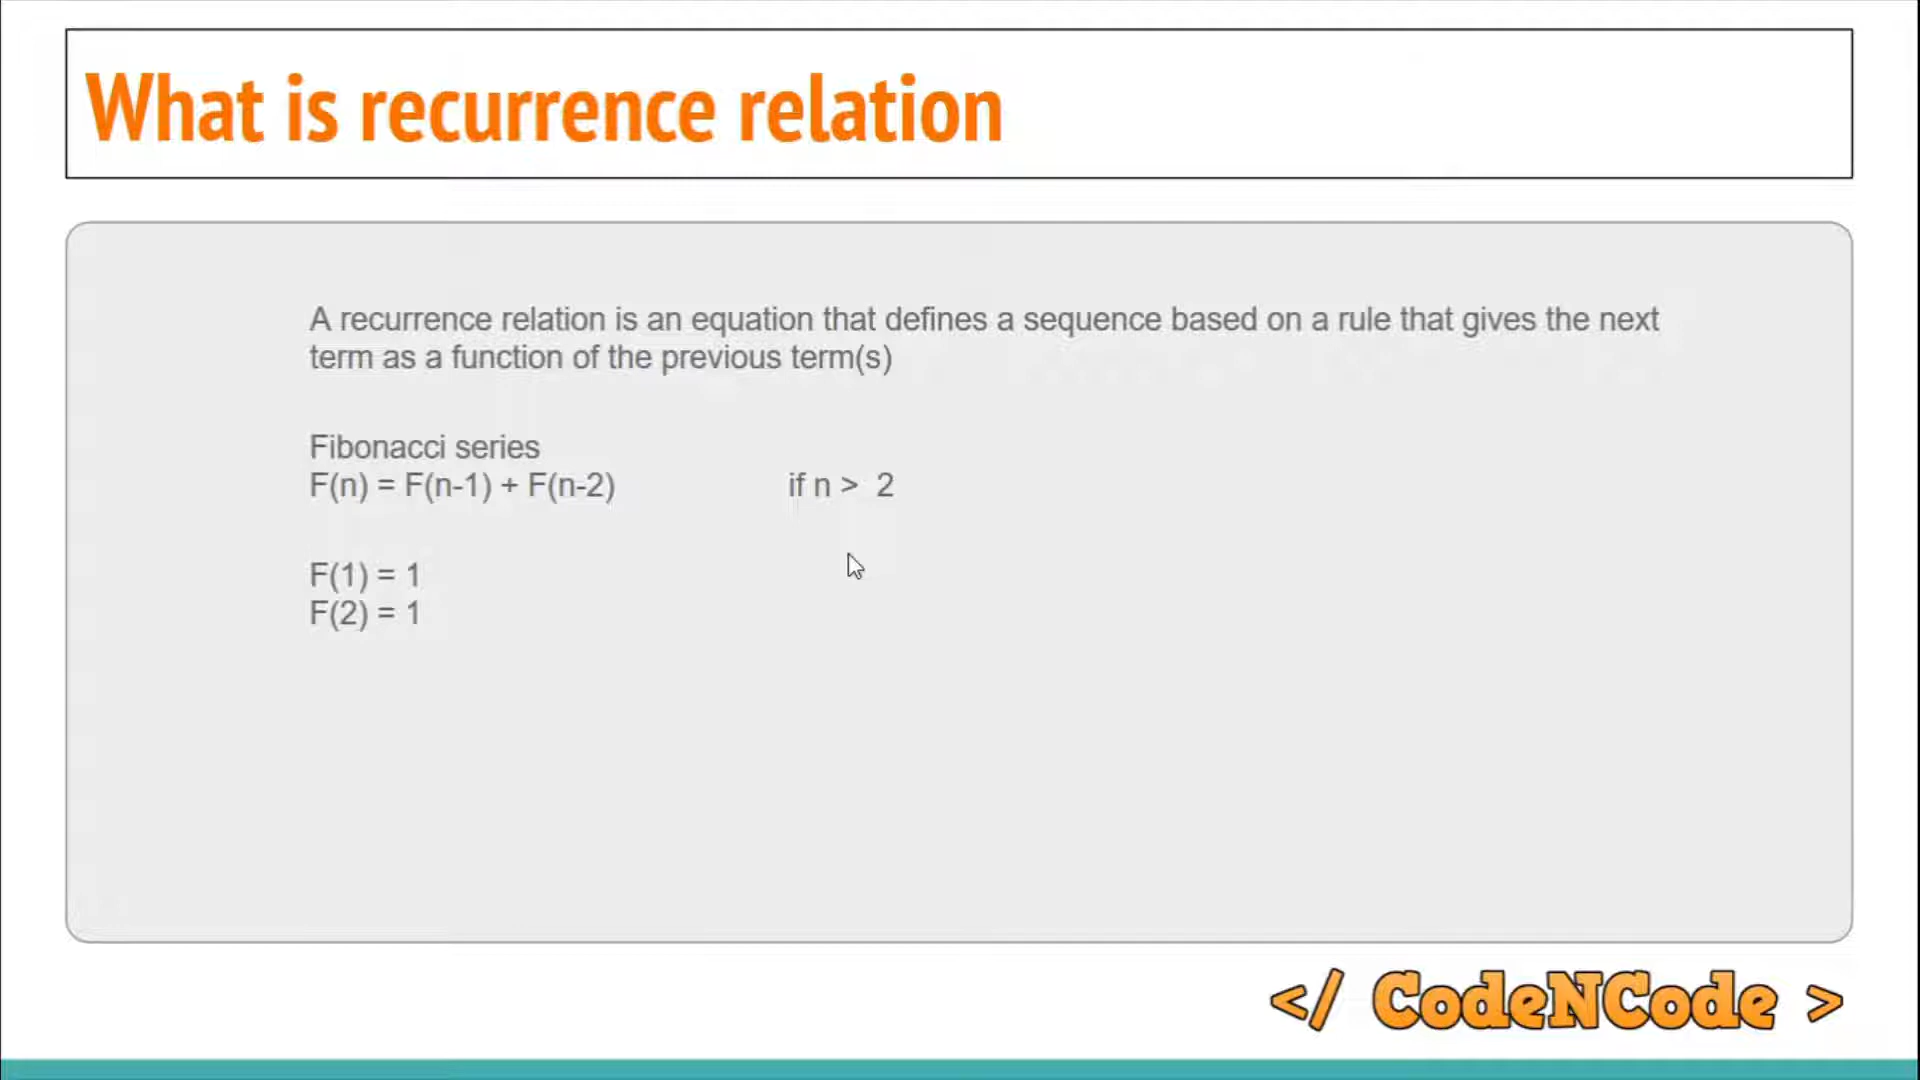 What is recurrence relation
A recurrence relation is an equation that defines a sequence based on a rule that gives the next
term as a function of the previous term(s)
Fibonacci series
F(n) = F(n-1) + F(n-2) if n > 2
F(1) = 1
F(2) = 1
</ CodeNCode >